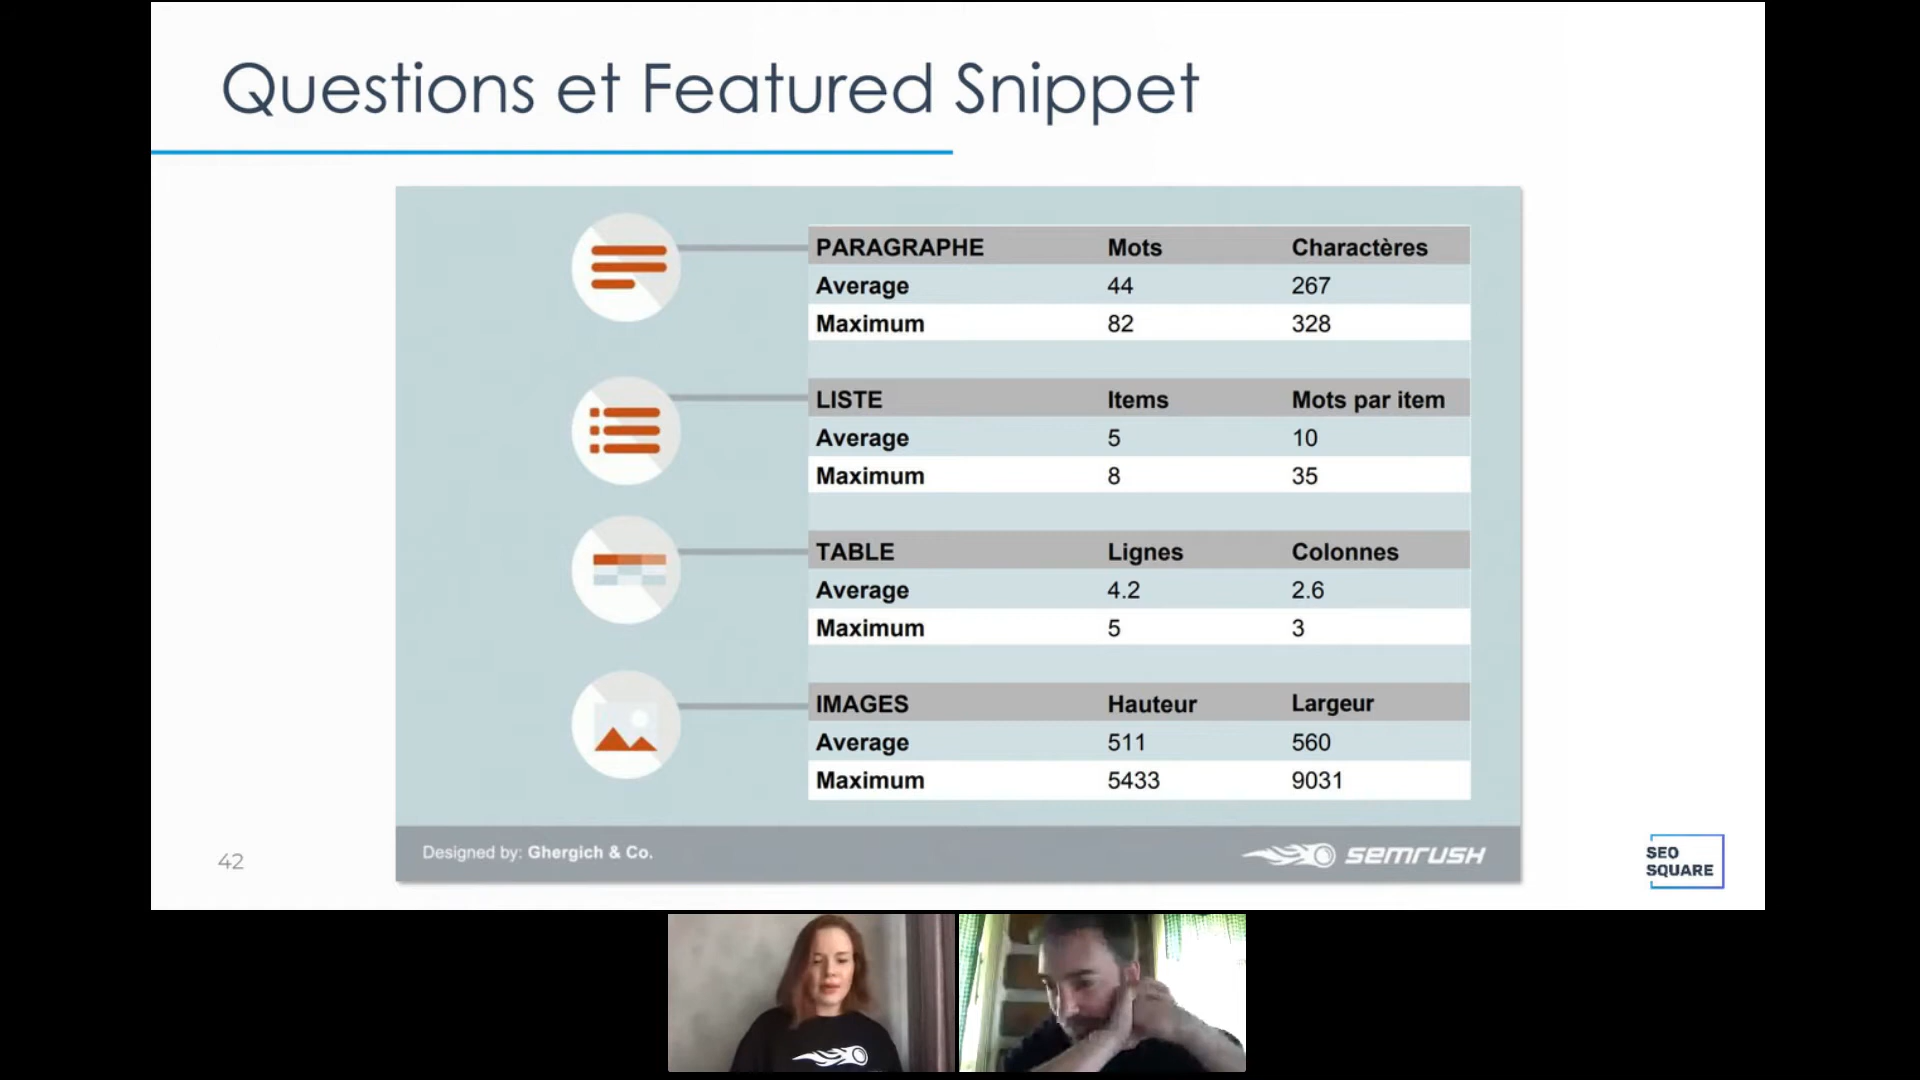 Questions et Featured Snippet
PARAGRAPHE Mots Charactères
Average 44 267
Maximum 82 328
LISTE Items Mots par item
Average 5 10
Maximum 8 35
TABLE Lignes Colonnes
Average 4.2 2.6
Maximum 5 3
IMAGES Hauteur Largeur
Average 511 560
Maximum 5433 9031
Designed by: Ghergich & Co.
semrush
42
SEO
SQUARE